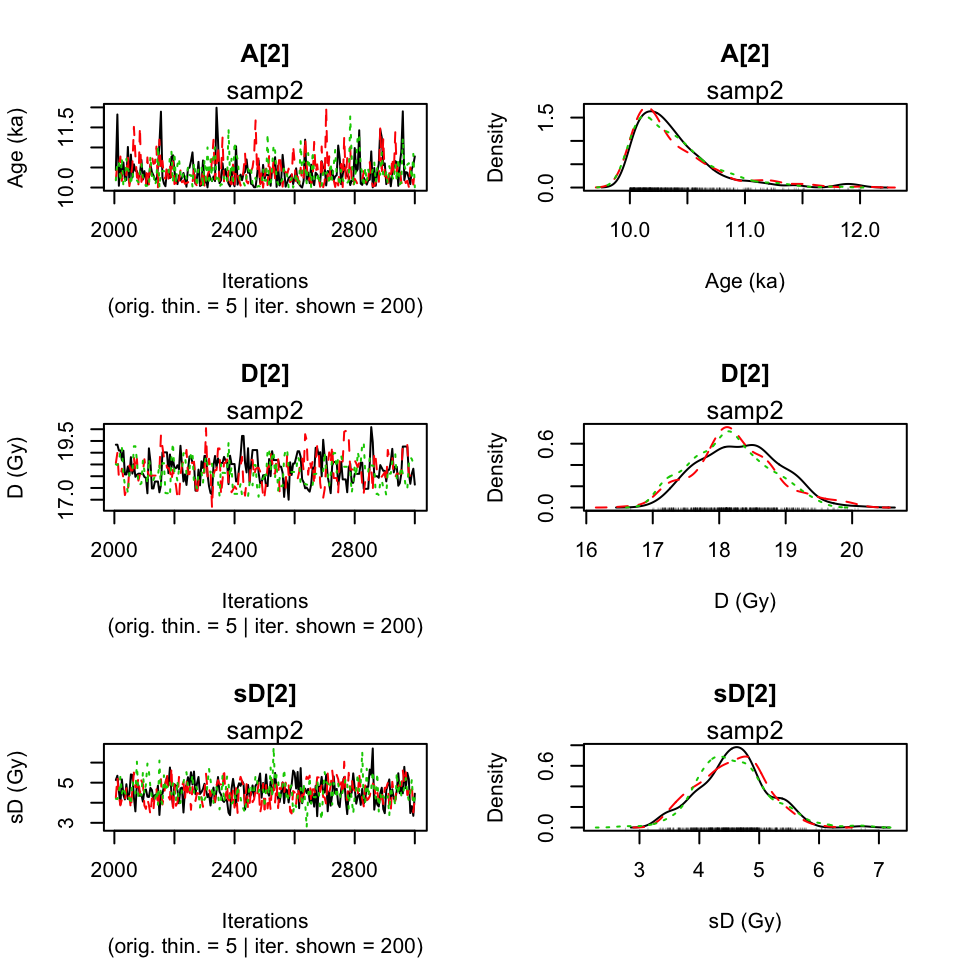 A[2]
samp2
Age (ka)
10.0 11.5
2000 2400 2800
Iterations
(orig. thin. = 5 | iter. shown = 200)
A[2]
samp2
Density
0.0 1.5
10.0 11.0 12.0
Age (ka)
D[2]
samp2
D (Gy)
17.0 19.5
2000 2400 2800
Iterations
(orig. thin. = 5 | iter. shown = 200)
D[2]
samp2
Density
0.0 0.6
16 17 18 19 20
D (Gy)
sD[2]
samp2
sD (Gy)
3 5
2000 2400 2800
Iterations
(orig. thin. = 5 | iter. shown = 200)
sD[2]
samp2
Density
0.0 0.6
3 4 5 6 7
sD (Gy)